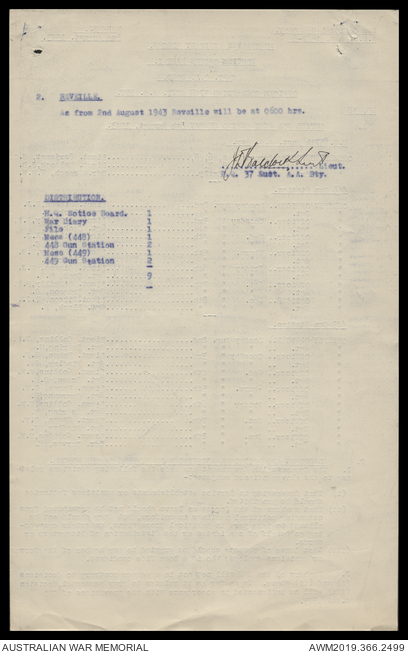 2. REVEILLE.
As from 2nd August 1943 Reveille will be at 0600 hrs.
Lieut.
H.Q. 37 Aust. A.A. Bty.
DISTRIBUTION.
H.Q. Notice Board. 1
War Diary 1
File 1
Mess (448) 1
448 Gun Station 2
Mess (449) 1
449 Gun Station 2
9
AUSTRALIAN WAR MEMORIAL
AWM2019.366.2499